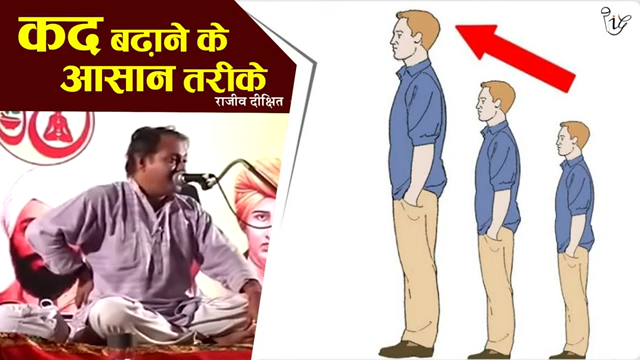 कद बढ़ाने के
आसान तरीके
राजीव दीक्षित